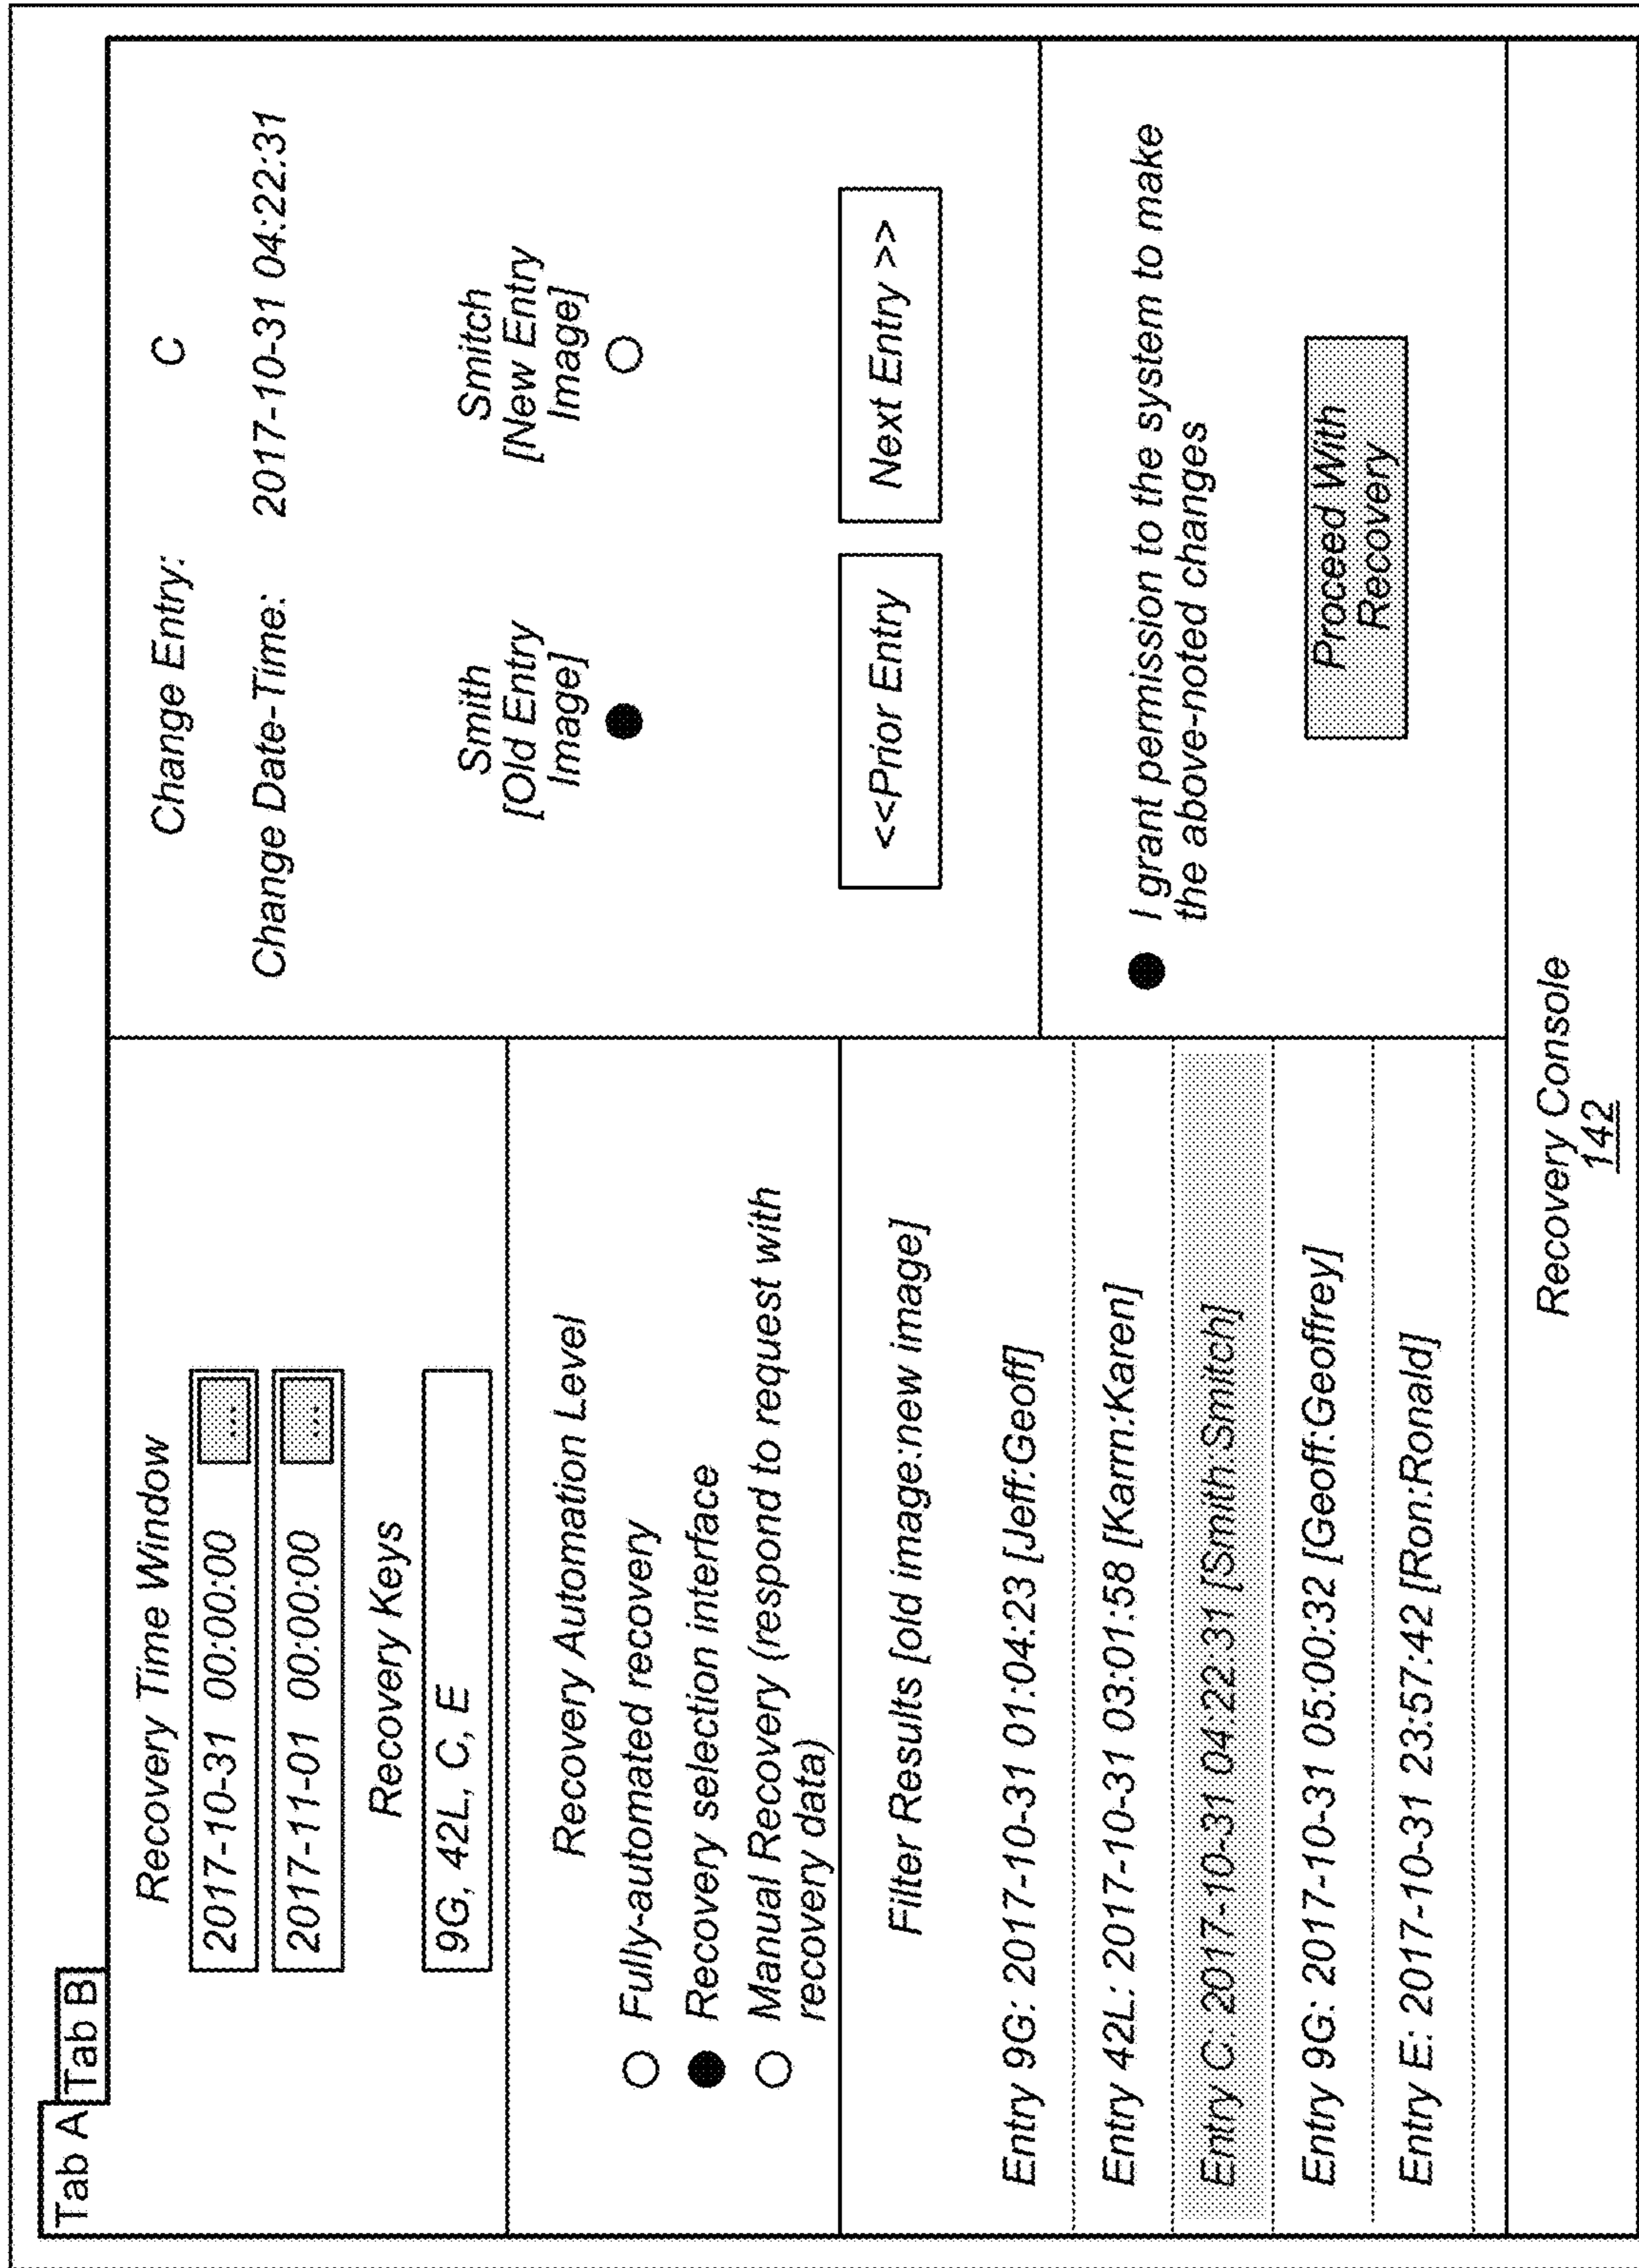 Tab A
Tab B
Recovery Time Window
2017-10-31 00:00:00 ...
2017-11-01 00:00:00 ...
Recovery Keys
9G, 42L, C, E
Recovery Automation Level
Fully-automated recovery
Recovery selection interface
Manual Recovery (respond to request with
recovery data)
Filter Results [old image:new image]
Entry 9G: 2017-10-31 01:04:23 [Jeff:Geoff]
Entry 42L: 2017-10-31 03:01:58 [Karrn:Karen]
Entry C: 2017-10-31 04:22:31 [Smith:Smitch]
Entry 9G: 2017-10-31 05:00:32 [Geoff:Geoffrey]
Entry E: 2017-10-31 23:57:42 [Ron:Ronald]
Change Entry: C
Change Date-Time: 2017-10-31 04:22:31
Smith
[Old Entry
Image]
Smitch
[New Entry
Image]
<<Prior Entry
Next Entry >>
I grant permission to the system to make
the above-noted changes
Proceed With
Recovery
Recovery Console
142